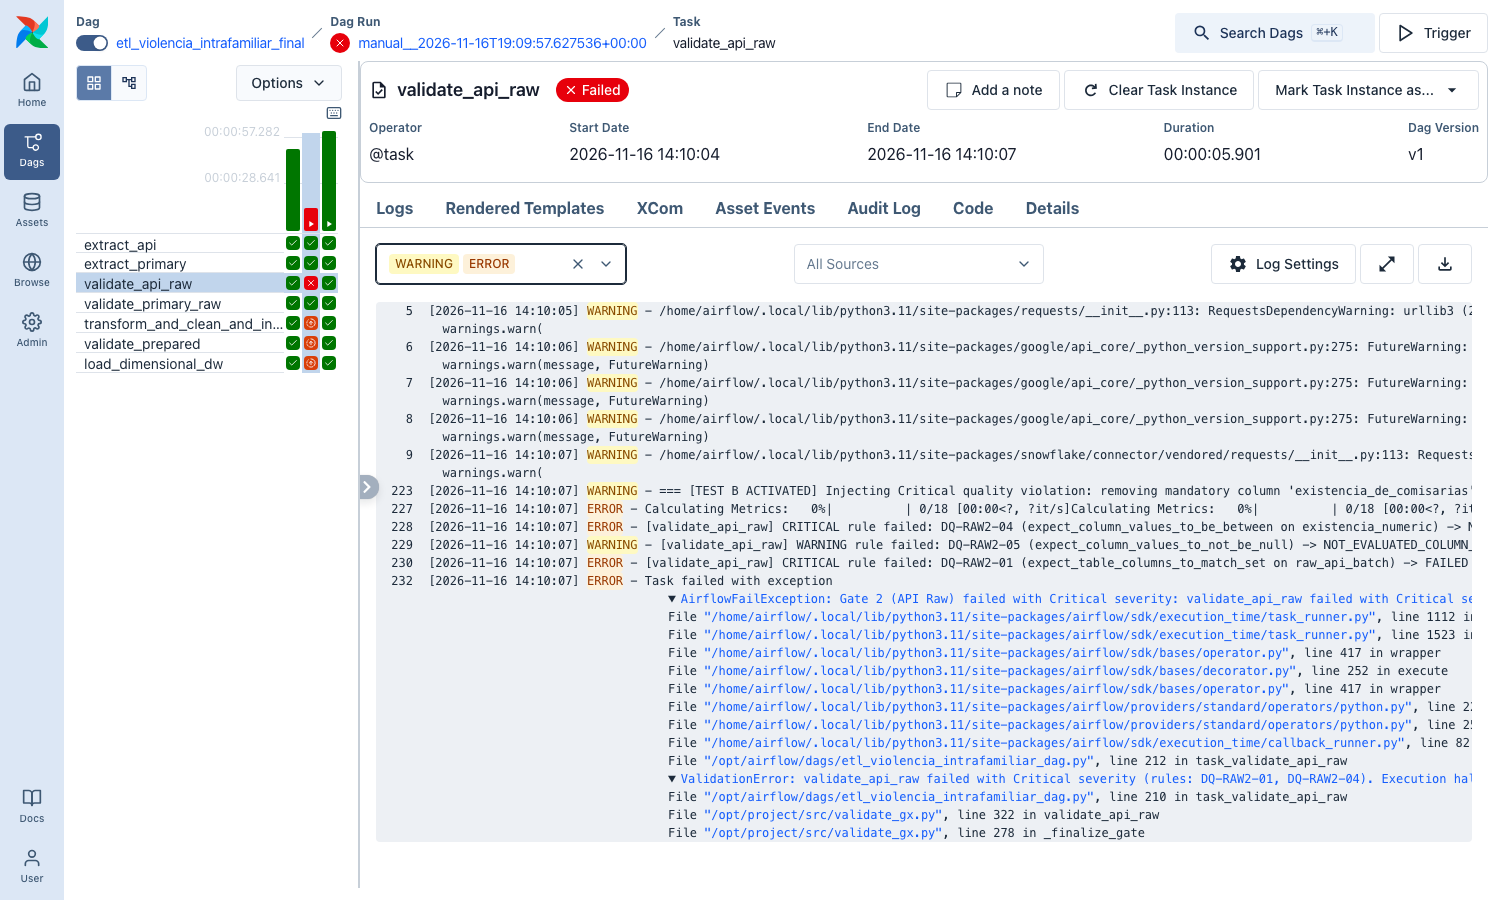 Dag
etl_violencia_intrafamiliar_final
Dag Run
manual__2026-11-16T19:09:57.627536+00:00
Task
validate_api_raw
Search Dags ⌘+K
Trigger
Home
Dags
Assets
Browse
Admin
Docs
User
Options
00:00:57.282
00:00:28.641
extract_api
extract_primary
validate_api_raw
validate_primary_raw
transform_and_clean_and_in...
validate_prepared
load_dimensional_dw
validate_api_raw
Failed
Add a note
Clear Task Instance
Mark Task Instance as...
Operator Start Date End Date Duration Dag Version
@task 2026-11-16 14:10:04 2026-11-16 14:10:07 00:00:05.901 v1
Logs Rendered Templates XCom Asset Events Audit Log Code Details
WARNING ERROR
All Sources
Log Settings
5 [2026-11-16 14:10:05] WARNING - /home/airflow/.local/lib/python3.11/site-packages/requests/__init__.py:113: RequestsDependencyWarning: urllib3 (2
warnings.warn(
6 [2026-11-16 14:10:06] WARNING - /home/airflow/.local/lib/python3.11/site-packages/google/api_core/_python_version_support.py:275: FutureWarning:
warnings.warn(message, FutureWarning)
7 [2026-11-16 14:10:06] WARNING - /home/airflow/.local/lib/python3.11/site-packages/google/api_core/_python_version_support.py:275: FutureWarning:
warnings.warn(message, FutureWarning)
8 [2026-11-16 14:10:06] WARNING - /home/airflow/.local/lib/python3.11/site-packages/google/api_core/_python_version_support.py:275: FutureWarning:
warnings.warn(message, FutureWarning)
9 [2026-11-16 14:10:07] WARNING - /home/airflow/.local/lib/python3.11/site-packages/snowflake/connector/vendored/requests/__init__.py:113: Requests
warnings.warn(
223 [2026-11-16 14:10:07] WARNING - === [TEST B ACTIVATED] Injecting Critical quality violation: removing mandatory column 'existencia_de_comisarias'
227 [2026-11-16 14:10:07] ERROR - Calculating Metrics: 0%| | 0/18 [00:00<?, ?it/s]Calculating Metrics: 0%| | 0/18 [00:00<?, ?it
228 [2026-11-16 14:10:07] ERROR - [validate_api_raw] CRITICAL rule failed: DQ-RAW2-04 (expect_column_values_to_be_between on existencia_numeric) -> N
229 [2026-11-16 14:10:07] WARNING - [validate_api_raw] WARNING rule failed: DQ-RAW2-05 (expect_column_values_to_not_be_null) -> NOT_EVALUATED_COLUMN_
230 [2026-11-16 14:10:07] ERROR - [validate_api_raw] CRITICAL rule failed: DQ-RAW2-01 (expect_table_columns_to_match_set on raw_api_batch) -> FAILED
232 [2026-11-16 14:10:07] ERROR - Task failed with exception
▼ AirflowFailException: Gate 2 (API Raw) failed with Critical severity: validate_api_raw failed with Critical se
File "/home/airflow/.local/lib/python3.11/site-packages/airflow/sdk/execution_time/task_runner.py", line 1112 in
File "/home/airflow/.local/lib/python3.11/site-packages/airflow/sdk/execution_time/task_runner.py", line 1523 in
File "/home/airflow/.local/lib/python3.11/site-packages/airflow/sdk/bases/operator.py", line 417 in wrapper
File "/home/airflow/.local/lib/python3.11/site-packages/airflow/sdk/bases/decorator.py", line 252 in execute
File "/home/airflow/.local/lib/python3.11/site-packages/airflow/sdk/bases/operator.py", line 417 in wrapper
File "/home/airflow/.local/lib/python3.11/site-packages/airflow/providers/standard/operators/python.py", line 22
File "/home/airflow/.local/lib/python3.11/site-packages/airflow/providers/standard/operators/python.py", line 25
File "/home/airflow/.local/lib/python3.11/site-packages/airflow/sdk/execution_time/callback_runner.py", line 82
File "/opt/airflow/dags/etl_violencia_intrafamiliar_dag.py", line 212 in task_validate_api_raw
▼ ValidationError: validate_api_raw failed with Critical severity (rules: DQ-RAW2-01, DQ-RAW2-04). Execution hal
File "/opt/airflow/dags/etl_violencia_intrafamiliar_dag.py", line 210 in task_validate_api_raw
File "/opt/project/src/validate_gx.py", line 322 in validate_api_raw
File "/opt/project/src/validate_gx.py", line 278 in _finalize_gate